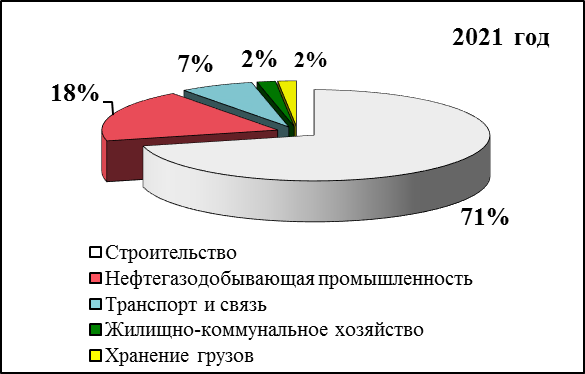 2021 год
7%
2%
2%
18%
71%
Строительство
Нефтегазодобывающая промышленность
Транспорт и связь
Жилищно-коммунальное хозяйство
Хранение грузов